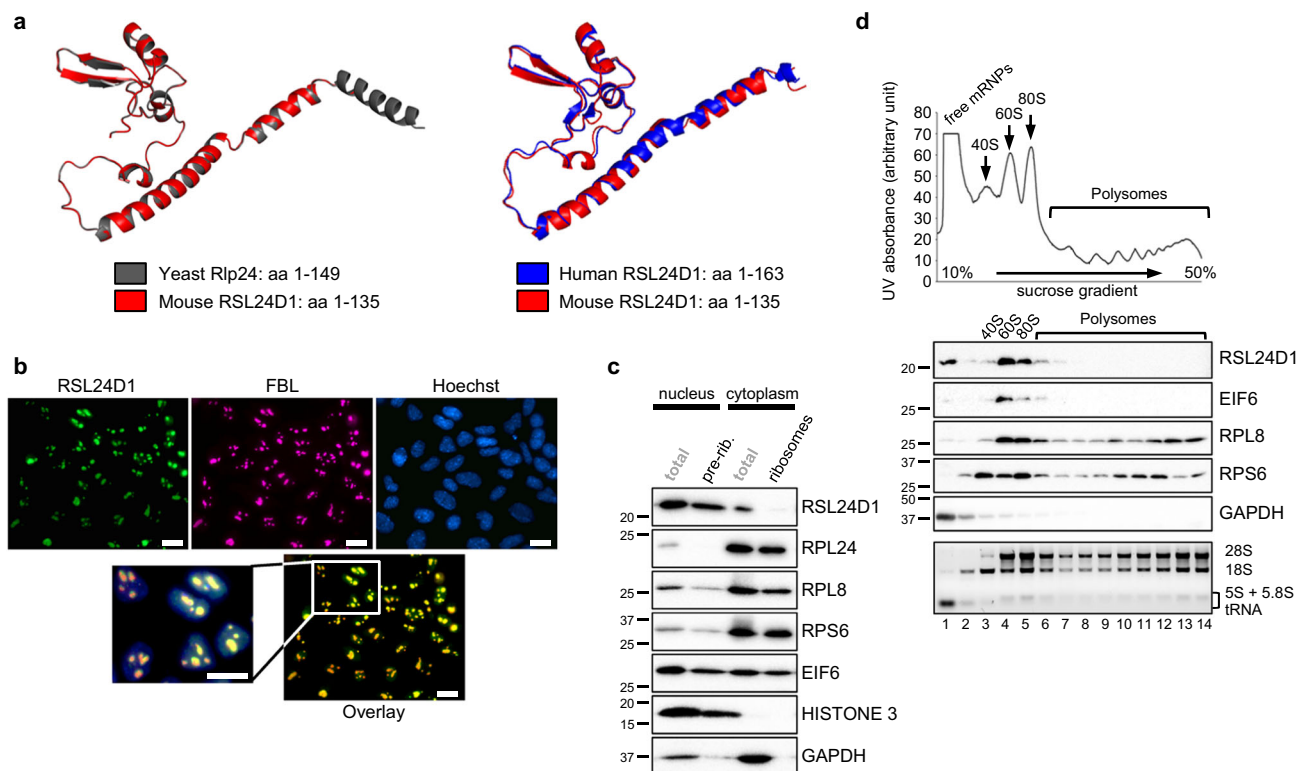 a
Yeast Rlp24: aa 1-149
Mouse RSL24D1: aa 1-135
Human RSL24D1: aa 1-163
Mouse RSL24D1: aa 1-135
b
RSL24D1 FBL Hoechst
Overlay
c
nucleus cytoplasm
total pre-rib. total ribosomes
20 RSL24D1
25 RPL24
25 RPL8
37 RPS6
25
25 EIF6
20 HISTONE 3
15
37 GAPDH
d
UV absorbance (arbitrary unit)
80
70
60
50
40
30
20
10
0
free mRNPs
40S
60S
80S
Polysomes
10% 50%
sucrose gradient
40S 60S 80S Polysomes
20 RSL24D1
25 EIF6
25 RPL8
37 RPS6
25
50
37 GAPDH
28S
18S
5S + 5.8S
tRNA
1 2 3 4 5 6 7 8 9 10 11 12 13 14